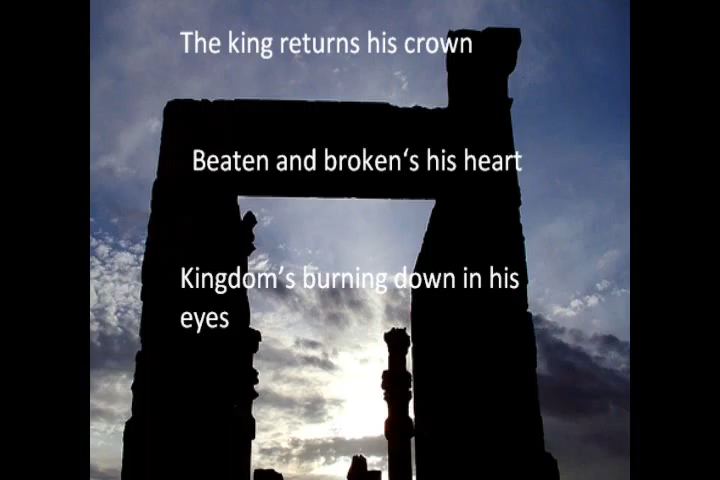 The king returns his crown
Beaten and broken‘s his heart
Kingdom’s burning down in his
eyes